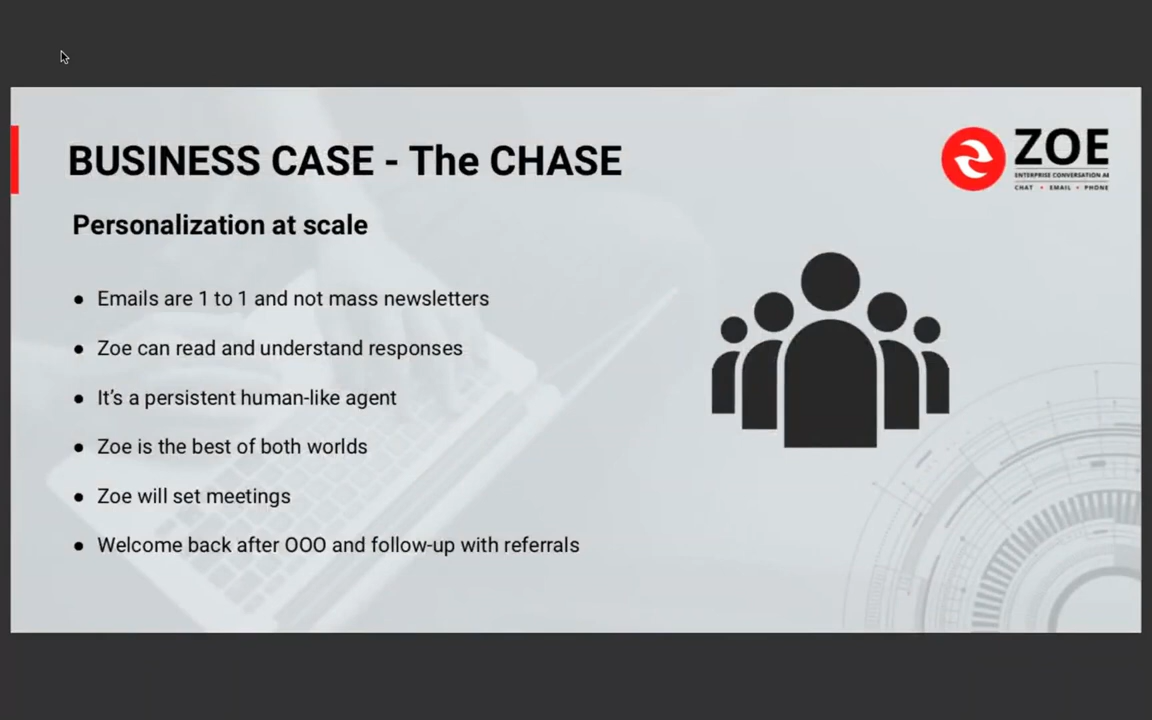 BUSINESS CASE - The CHASE
ZOE
ENTERPRISE CONVERSATION AI
CHAT • EMAIL • PHONE
Personalization at scale
● Emails are 1 to 1 and not mass newsletters
● Zoe can read and understand responses
● It's a persistent human-like agent
● Zoe is the best of both worlds
● Zoe will set meetings
● Welcome back after OOO and follow-up with referrals